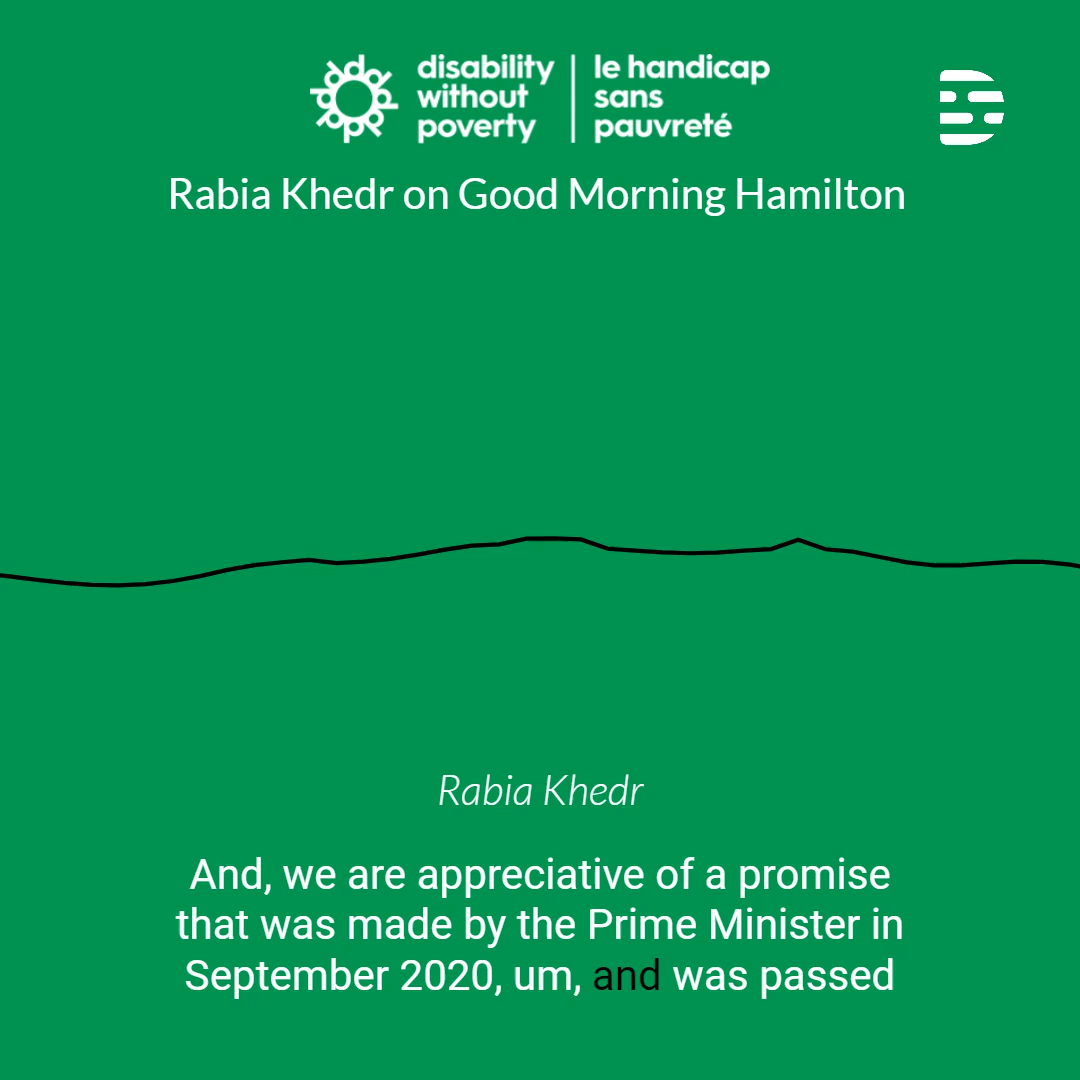 disability
without
poverty
le handicap
sans
pauvreté
Rabia Khedr on Good Morning Hamilton
Rabia Khedr
And, we are appreciative of a promise
that was made by the Prime Minister in
September 2020, um, and was passed